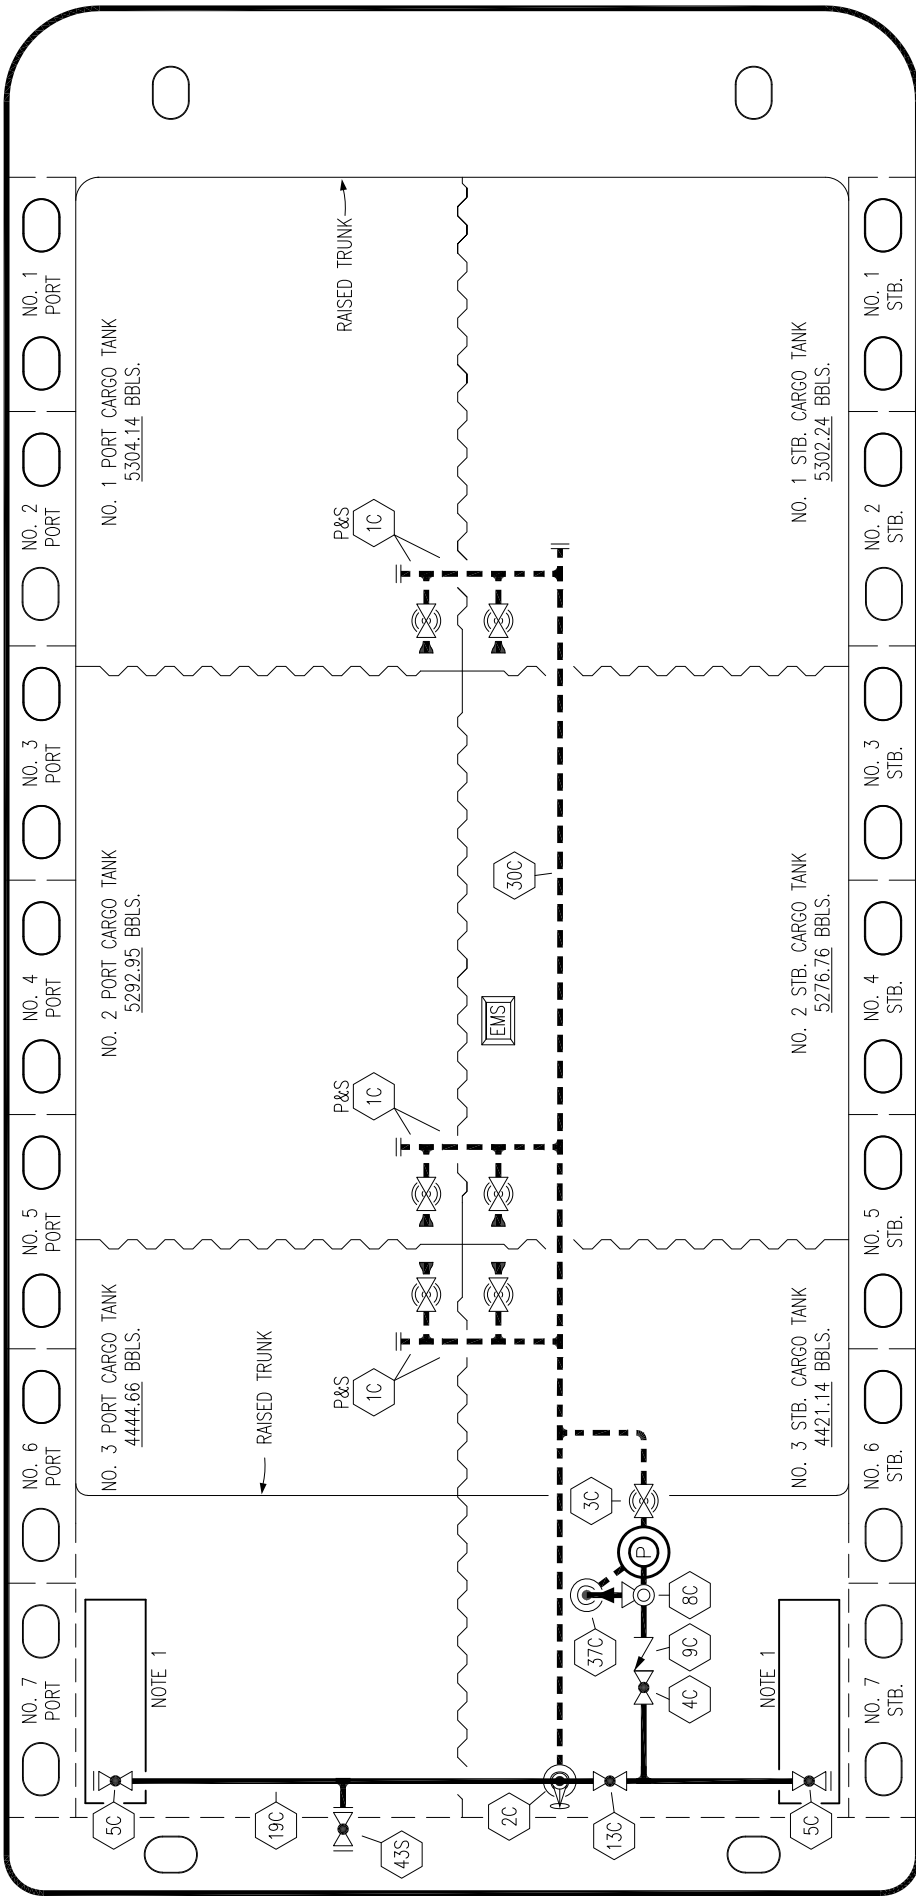 NO. 1
PORT
NO. 2
PORT
NO. 3
PORT
NO. 4
PORT
NO. 5
PORT
NO. 6
PORT
NO. 7
PORT
NO. 1 PORT CARGO TANK
5304.14 BBLS.
NO. 2 PORT CARGO TANK
5292.95 BBLS.
NO. 3 PORT CARGO TANK
4444.66 BBLS.
RAISED TRUNK
RAISED TRUNK
P&S
1C
P&S
1C
P&S
1C
30C
EMS
NO. 1 STB. CARGO TANK
5302.24 BBLS.
NO. 2 STB. CARGO TANK
5276.76 BBLS.
NO. 3 STB. CARGO TANK
4421.14 BBLS.
3C
P
37C
8C
9C
4C
NOTE 1
NOTE 1
5C
19C
43S
2C
13C
5C
NO. 1
STB.
NO. 2
STB.
NO. 3
STB.
NO. 4
STB.
NO. 5
STB.
NO. 6
STB.
NO. 7
STB.